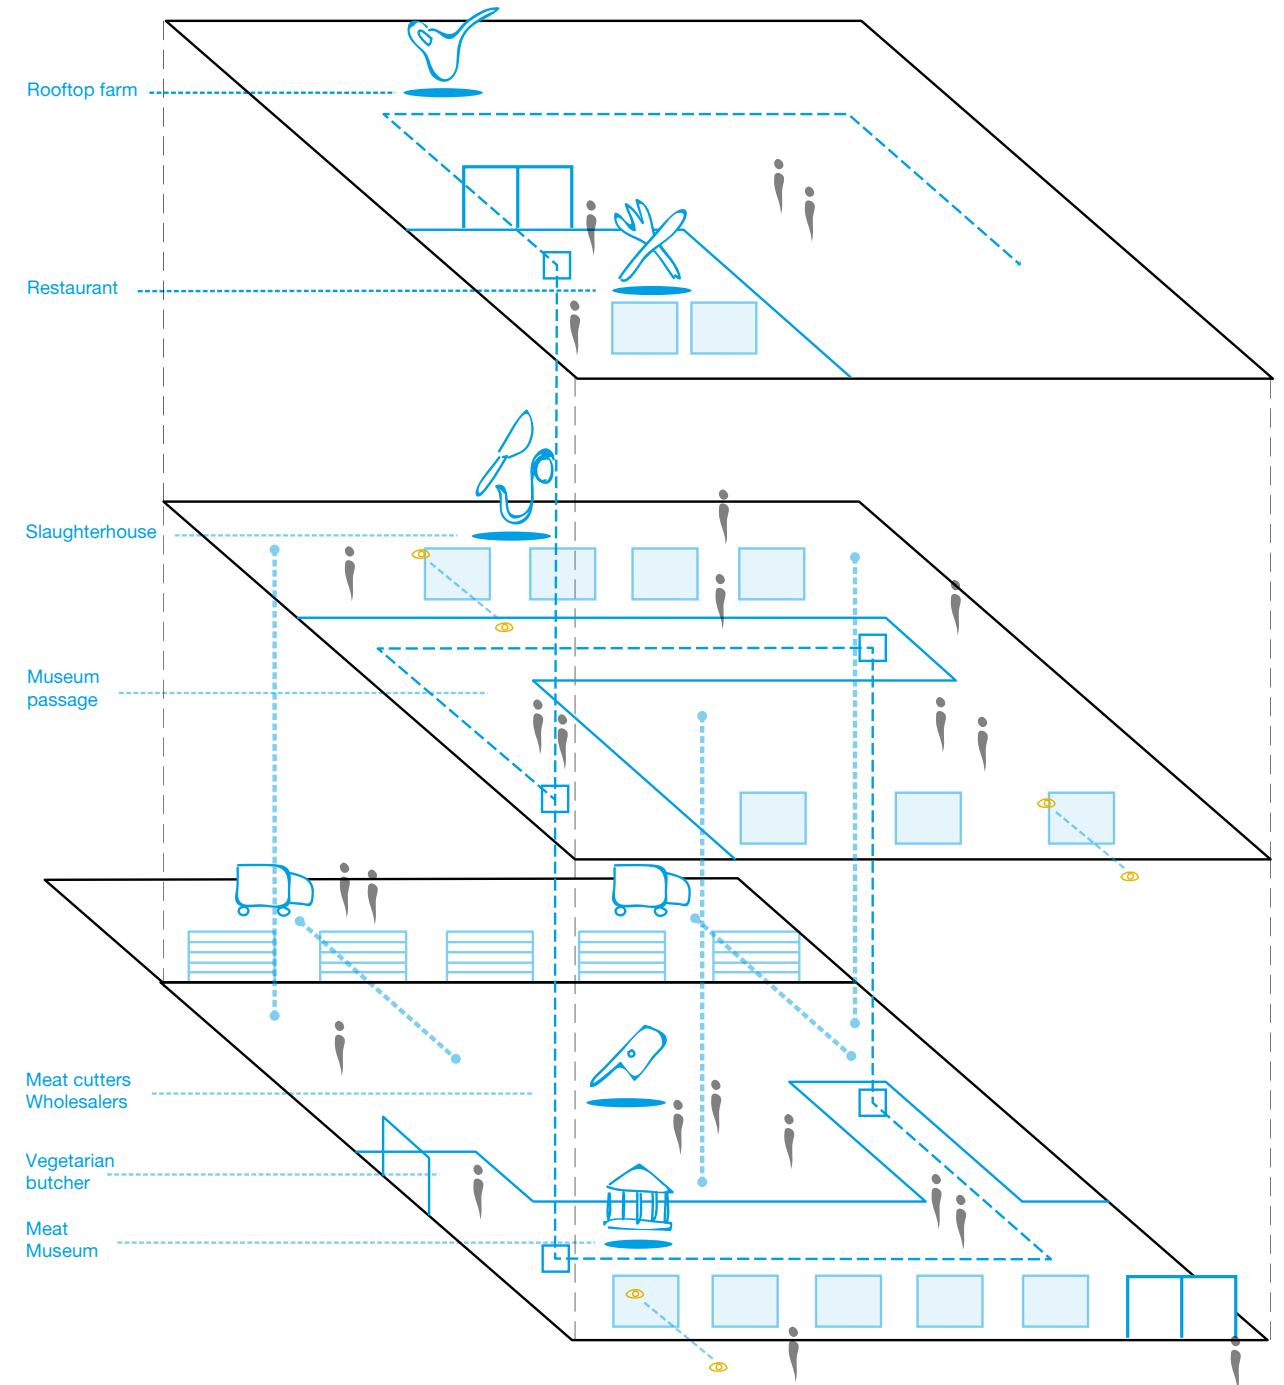 Rooftop farm
Restaurant
Slaughterhouse
Museum
passage
Meat cutters
Wholesalers
Vegetarian
butcher
Meat
Museum